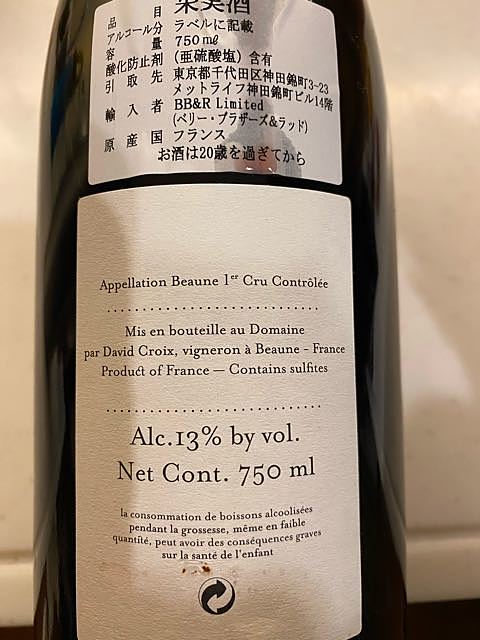 品 目 果実酒
アルコール分 ラベルに記載
容 量 750㎖
酸化防止剤 (亜硫酸塩) 含有
引 取 先 東京都千代田区神田錦町3-23
メットライフ神田錦町ビル14階
輸 入 者 BB&R Limited
(ベリー・ブラザーズ&ラッド)
原 産 国 フランス
お酒は20歳を過ぎてから
Appellation Beaune 1er Cru Contrôlée
Mis en bouteille au Domaine
par David Croix, vigneron à Beaune - France
Product of France — Contains sulfites
Alc.13% by vol.
Net Cont. 750 ml
la consommation de boissons alcoolisées
pendant la grossesse, même en faible
quantité, peut avoir des conséquences graves
sur la santé de l'enfant